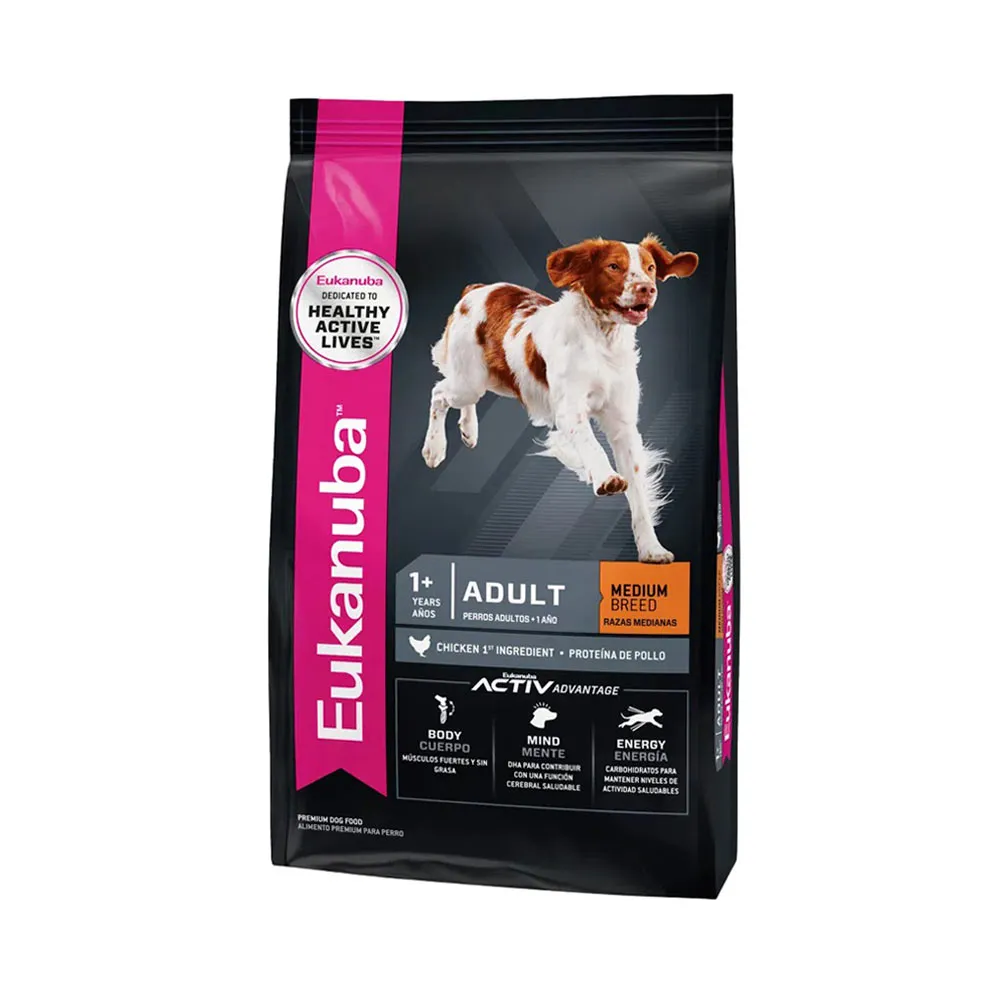 Eukanuba
DEDICATED TO
HEALTHY
ACTIVE
LIVES™
Eukanuba™
1+
YEARS
AÑOS
ADULT
PERROS ADULTOS + 1 AÑO
MEDIUM
BREED
RAZAS MEDIANAS
CHICKEN 1ST INGREDIENT • PROTEÍNA DE POLLO
Eukanuba
ACTIV ADVANTAGE
BODY
CUERPO
MÚSCULOS FUERTES Y SIN
GRASA
MIND
MENTE
DHA PARA CONTRIBUIR
CON UNA FUNCIÓN
CEREBRAL SALUDABLE
ENERGY
ENERGÍA
CARBOHIDRATOS PARA
MANTENER NIVELES DE
ACTIVIDAD SALUDABLES
PREMIUM DOG FOOD
ALIMENTO PREMIUM PARA PERRO
Eukanuba
ADULT